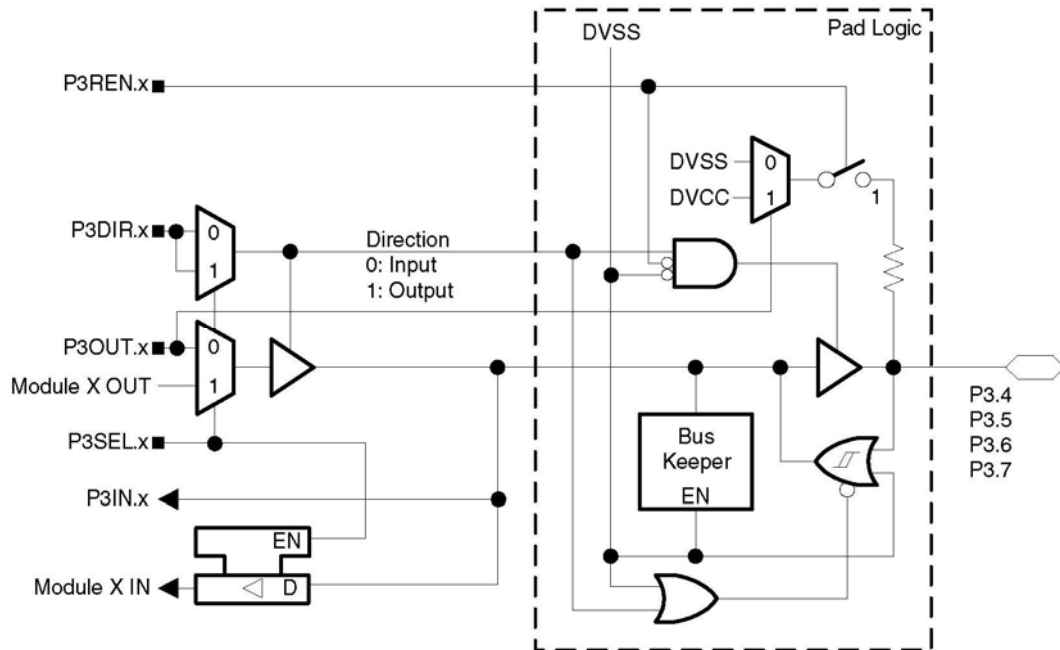 Pad Logic
DVSS
P3REN.x
DVSS
0
DVCC
1
1
P3DIR.x
0
1
Direction
0: Input
1: Output
P3OUT.x
0
Module X OUT
1
P3SEL.x
P3.4
P3.5
P3.6
P3.7
Bus
Keeper
EN
P3IN.x
EN
Module X IN
D